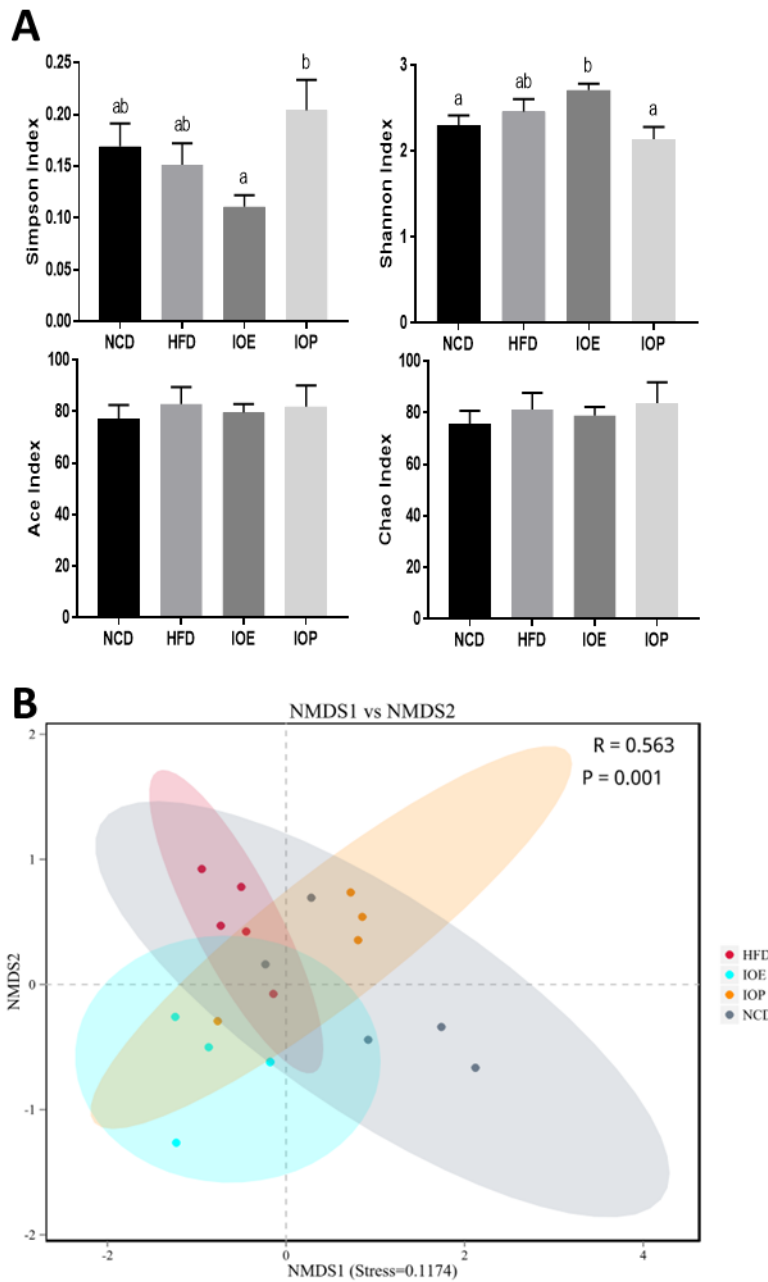 A
Simpson Index
0.25
0.20
0.15
0.10
0.05
0.00
ab
ab
a
b
NCD HFD IOE IOP
Shannon Index
3
2
1
0
a
ab
b
a
NCD HFD IOE IOP
Ace Index
100
80
60
40
20
0
NCD HFD IOE IOP
Chao Index
100
80
60
40
20
0
NCD HFD IOE IOP
B
NMDS1 vs NMDS2
R = 0.563
P = 0.001
NMDS2
2
1
0
-1
-2
-2 0 2 4
NMDS1 (Stress=0.1174)
HFD
IOE
IOP
NCD